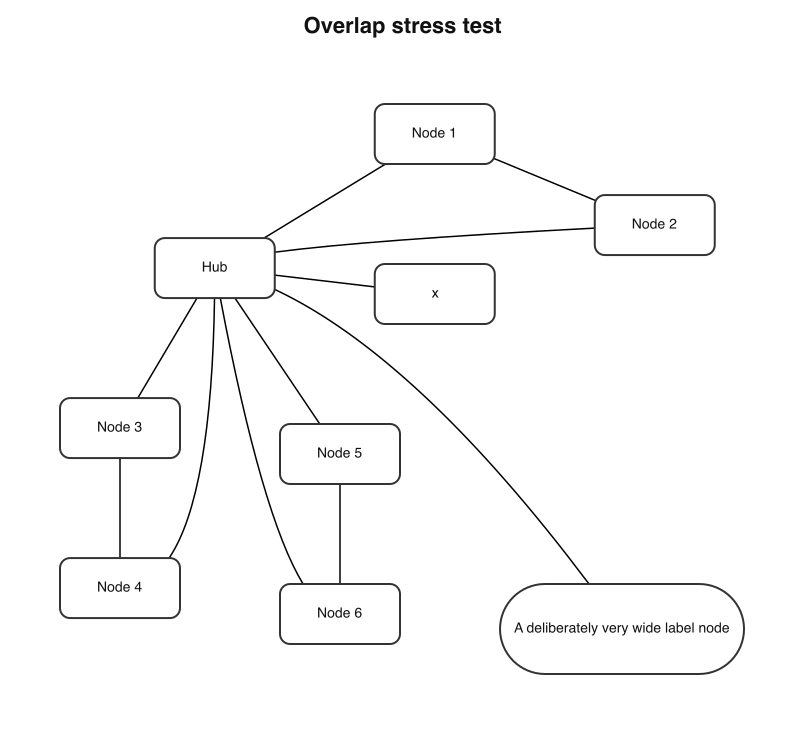 Overlap stress test
Node 1
Node 2
Hub
x
Node 3
Node 5
Node 4
Node 6
A deliberately very wide label node